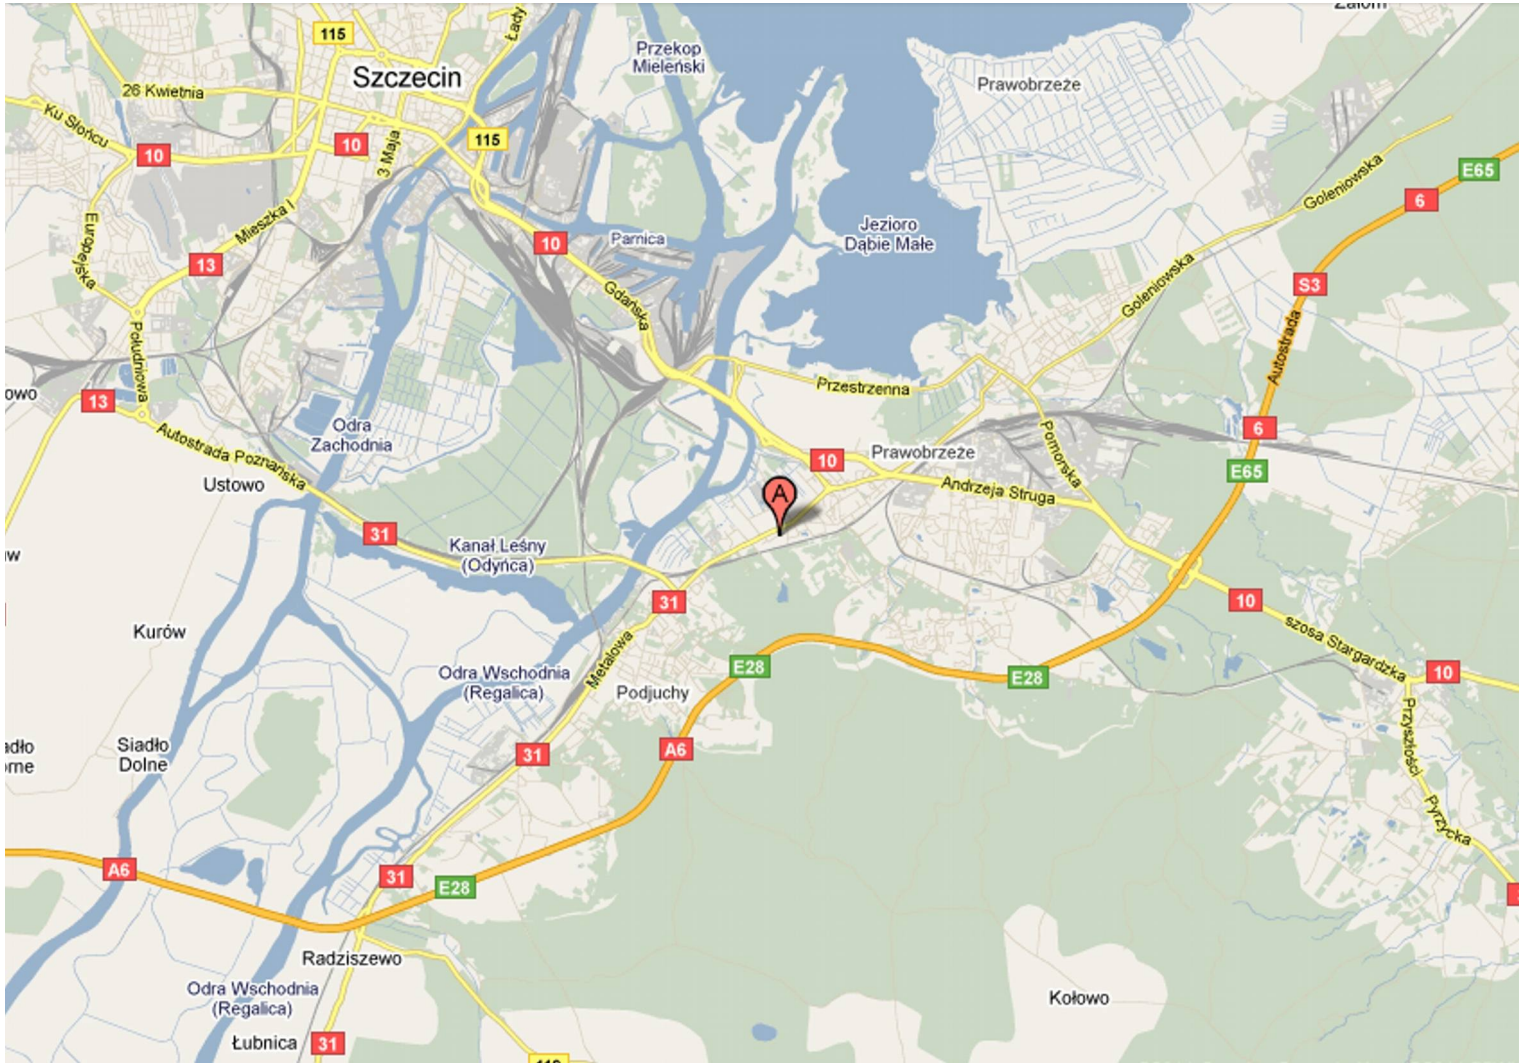 Załom
115
Łady
Przekop
Mieleński
Szczecin
Prawobrzeże
26 Kwietnia
Ku Słońcu
10
10
3 Maja
115
E65
Goleniowska
6
Europejska
Mieszka I
13
10
Parnica
Jezioro
Dąbie Małe
Goleniowska
S3
Gdańska
Autostrada
Południowa
owo
13
Przestrzenna
Odra
Zachodnia
Autostrada Poznańska
6
Pomorska
Prawobrzeże
10
E65
Ustowo
Andrzeja Struga
A
31
Kanał Leśny
(Odyńca)
w
31
10
szosa Stargardzka
Kurów
Metalowa
Odra Wschodnia
(Regalica)
E28
E28
10
Podjuchy
Przyszłości
Siadło
Dolne
adło
rne
31
A6
Pyrzycka
A6
31
E28
Radziszewo
Odra Wschodnia
(Regalica)
Kołowo
Łubnica
31